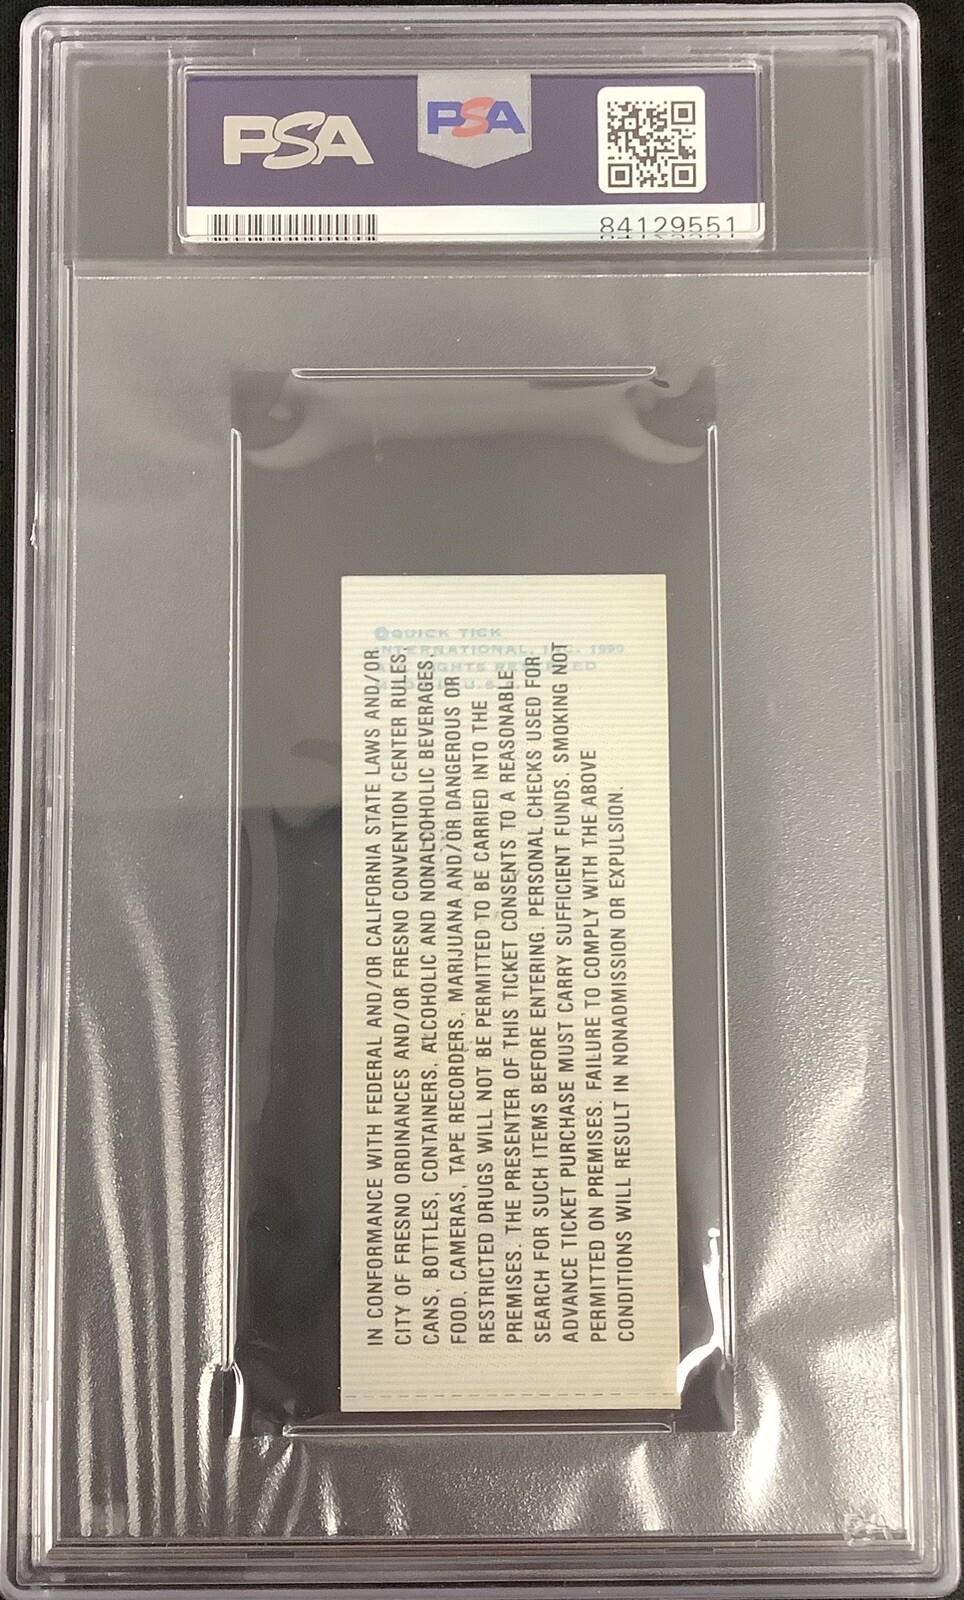 PSA
PSA
84129551
©QUICK TICK
INTERNATIONAL, INC. 1990
ALL RIGHTS RESERVED
U.S.
IN CONFORMANCE WITH FEDERAL AND/OR CALIFORNIA STATE LAWS AND/OR
CITY OF FRESNO ORDINANCES AND/OR FRESNO CONVENTION CENTER RULES,
CANS, BOTTLES, CONTAINERS, ALCOHOLIC AND NONALCOHOLIC BEVERAGES,
FOOD, CAMERAS, TAPE RECORDERS, MARIJUANA AND/OR DANGEROUS OR
RESTRICTED DRUGS WILL NOT BE PERMITTED TO BE CARRIED INTO THE
PREMISES. THE PRESENTER OF THIS TICKET CONSENTS TO A REASONABLE
SEARCH FOR SUCH ITEMS BEFORE ENTERING. PERSONAL CHECKS USED FOR
ADVANCE TICKET PURCHASE MUST CARRY SUFFICIENT FUNDS. SMOKING NOT
PERMITTED ON PREMISES. FAILURE TO COMPLY WITH THE ABOVE
CONDITIONS WILL RESULT IN NONADMISSION OR EXPULSION.